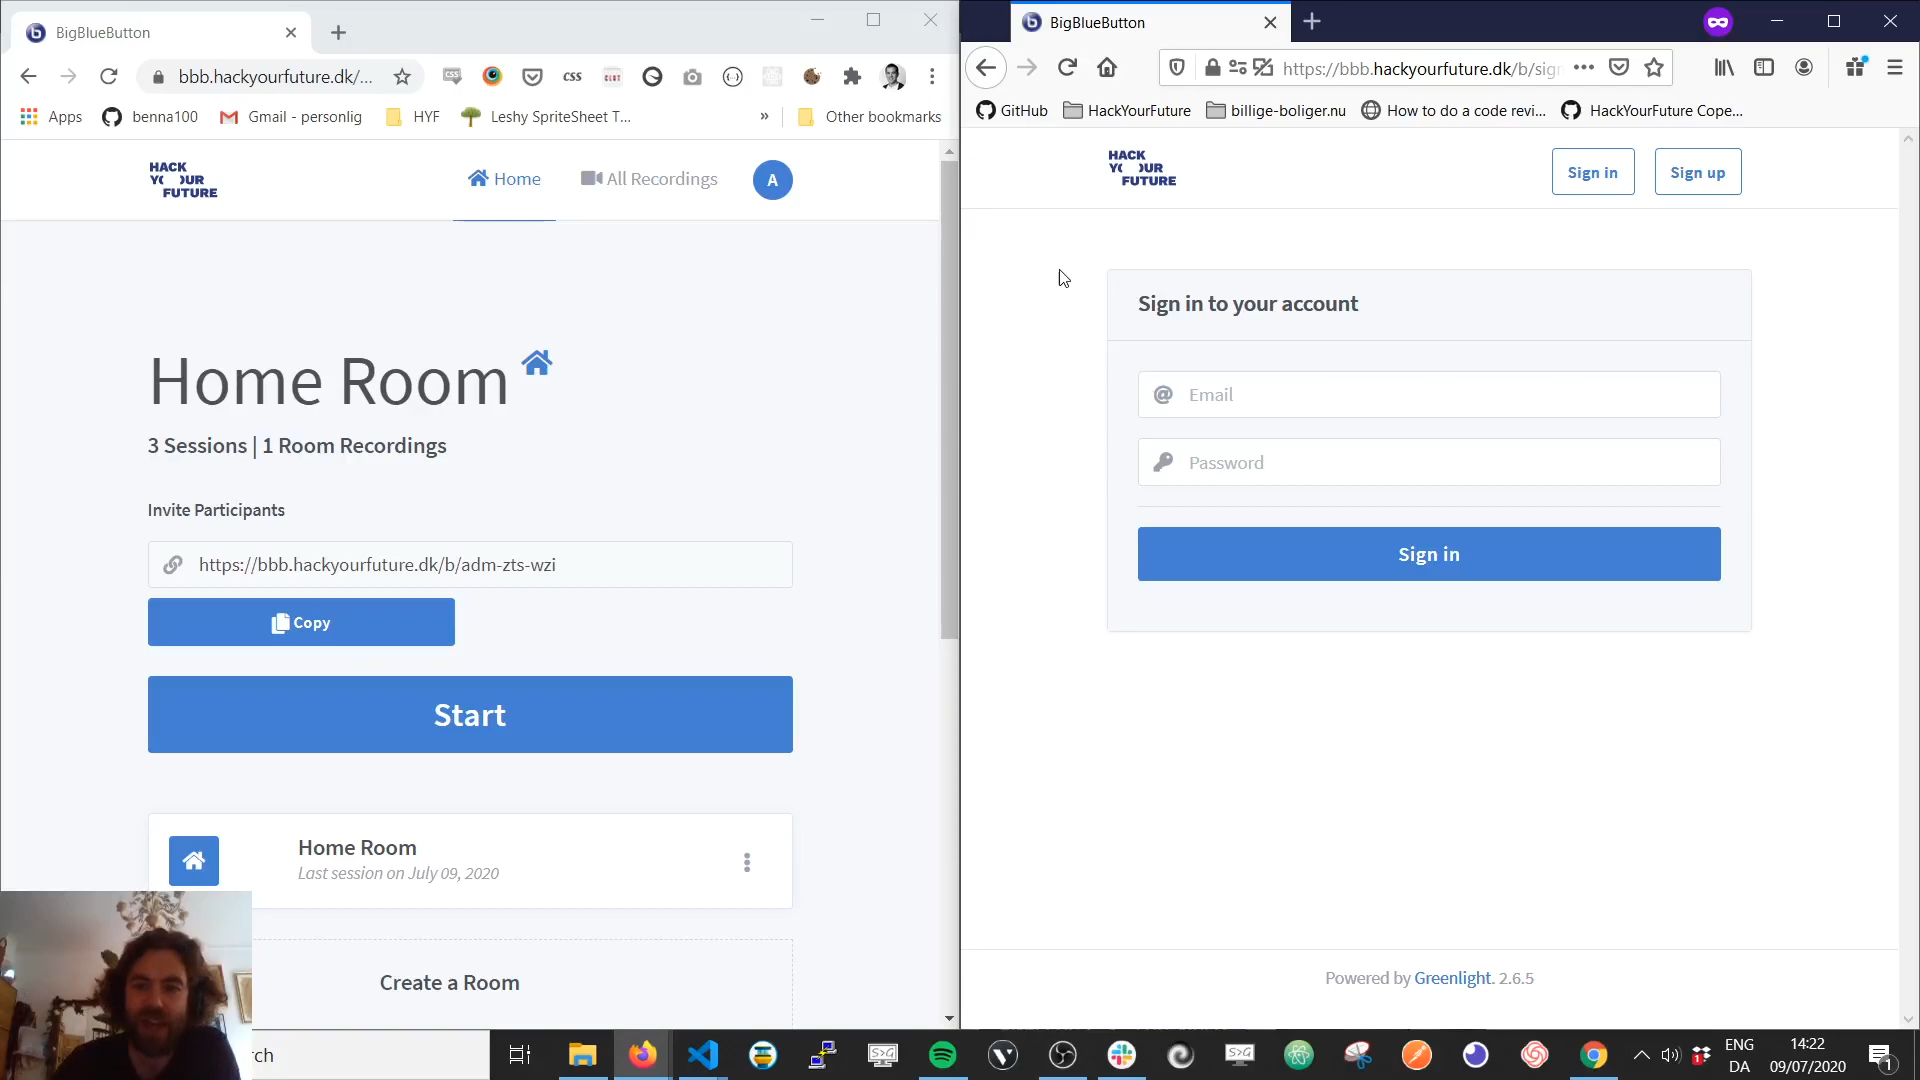 BigBlueButton
bbb.hackyourfuture.dk/...
Apps
benna100
Gmail - personlig
HYF
Leshy SpriteSheet T...
»
Other bookmarks
HACK
YOUR
FUTURE
Home
All Recordings
A
Home Room
3 Sessions | 1 Room Recordings
Invite Participants
https://bbb.hackyourfuture.dk/b/adm-zts-wzi
Copy
Start
Home Room
Last session on July 09, 2020
Create a Room
BigBlueButton
https://bbb.hackyourfuture.dk/b/sign
GitHub
HackYourFuture
billige-boliger.nu
How to do a code revi...
HackYourFuture Cope...
HACK
YOUR
FUTURE
Sign in
Sign up
Sign in to your account
@ Email
Password
Sign in
Powered by Greenlight. 2.6.5
rch
ENG
DA
14:22
09/07/2020
1